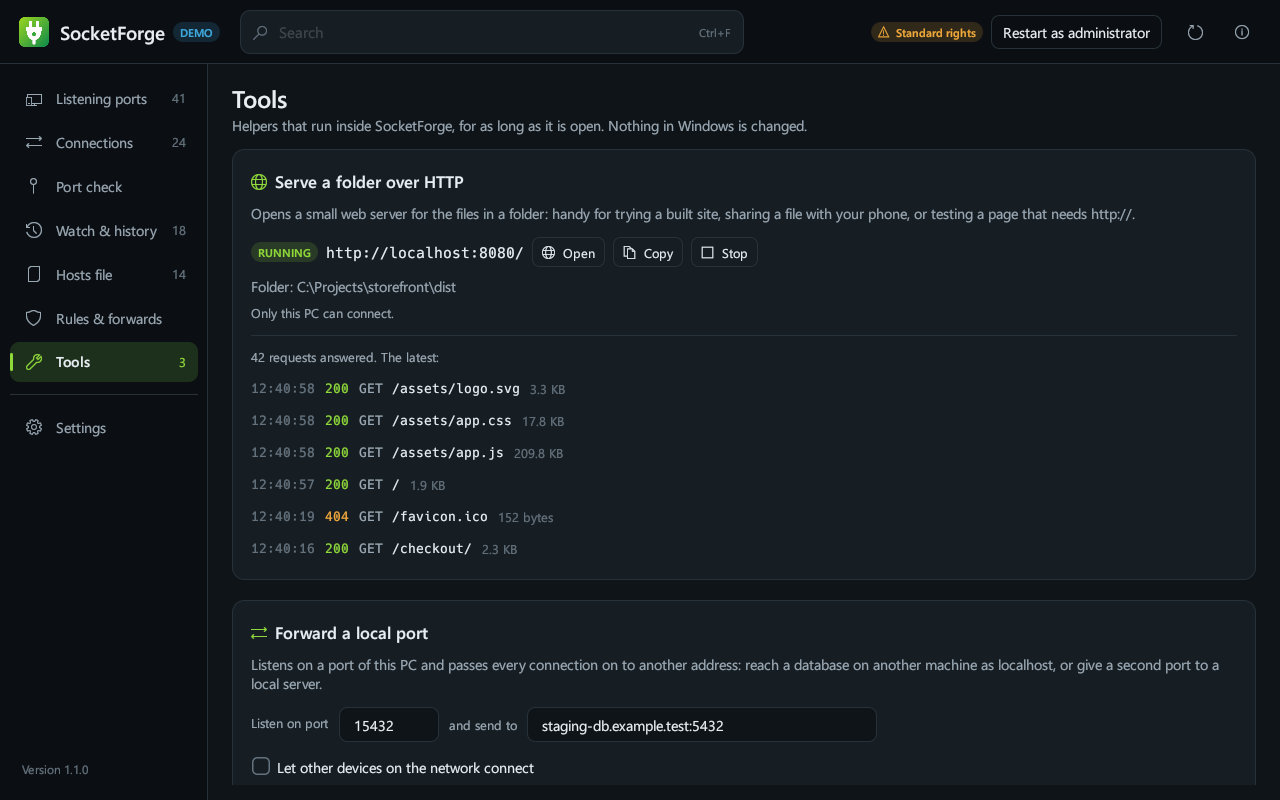 SocketForge DEMO
Search Ctrl+F
Standard rights
Restart as administrator
Listening ports 41
Connections 24
Port check
Watch & history 18
Hosts file 14
Rules & forwards
Tools 3
Settings
Version 1.1.0
Tools
Helpers that run inside SocketForge, for as long as it is open. Nothing in Windows is changed.
Serve a folder over HTTP
Opens a small web server for the files in a folder: handy for trying a built site, sharing a file with your phone, or testing a page that needs http://.
RUNNING http://localhost:8080/ Open Copy Stop
Folder: C:\Projects\storefront\dist
Only this PC can connect.
42 requests answered. The latest:
12:40:58 200 GET /assets/logo.svg 3.3 KB
12:40:58 200 GET /assets/app.css 17.8 KB
12:40:58 200 GET /assets/app.js 209.8 KB
12:40:57 200 GET / 1.9 KB
12:40:19 404 GET /favicon.ico 152 bytes
12:40:16 200 GET /checkout/ 2.3 KB
Forward a local port
Listens on a port of this PC and passes every connection on to another address: reach a database on another machine as localhost, or give a second port to a
local server.
Listen on port 15432 and send to staging-db.example.test:5432
Let other devices on the network connect